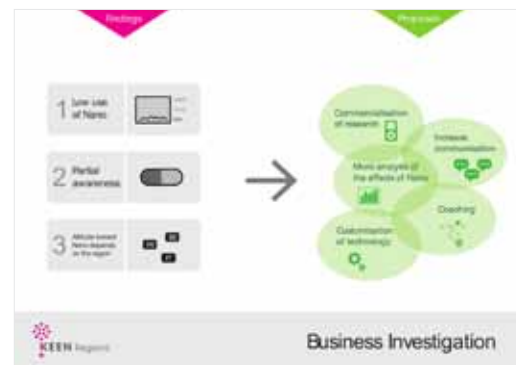 Findings
Proposals
1 Low use
of Nano
2 Partial
awareness
3 Attitude toward
Nano depends
on the region
Commercialisation
of research
Increase
communication
More analysis of
the effects of Nano
Coaching
Customisation
of technology
KEEN Regions
Business Investigation